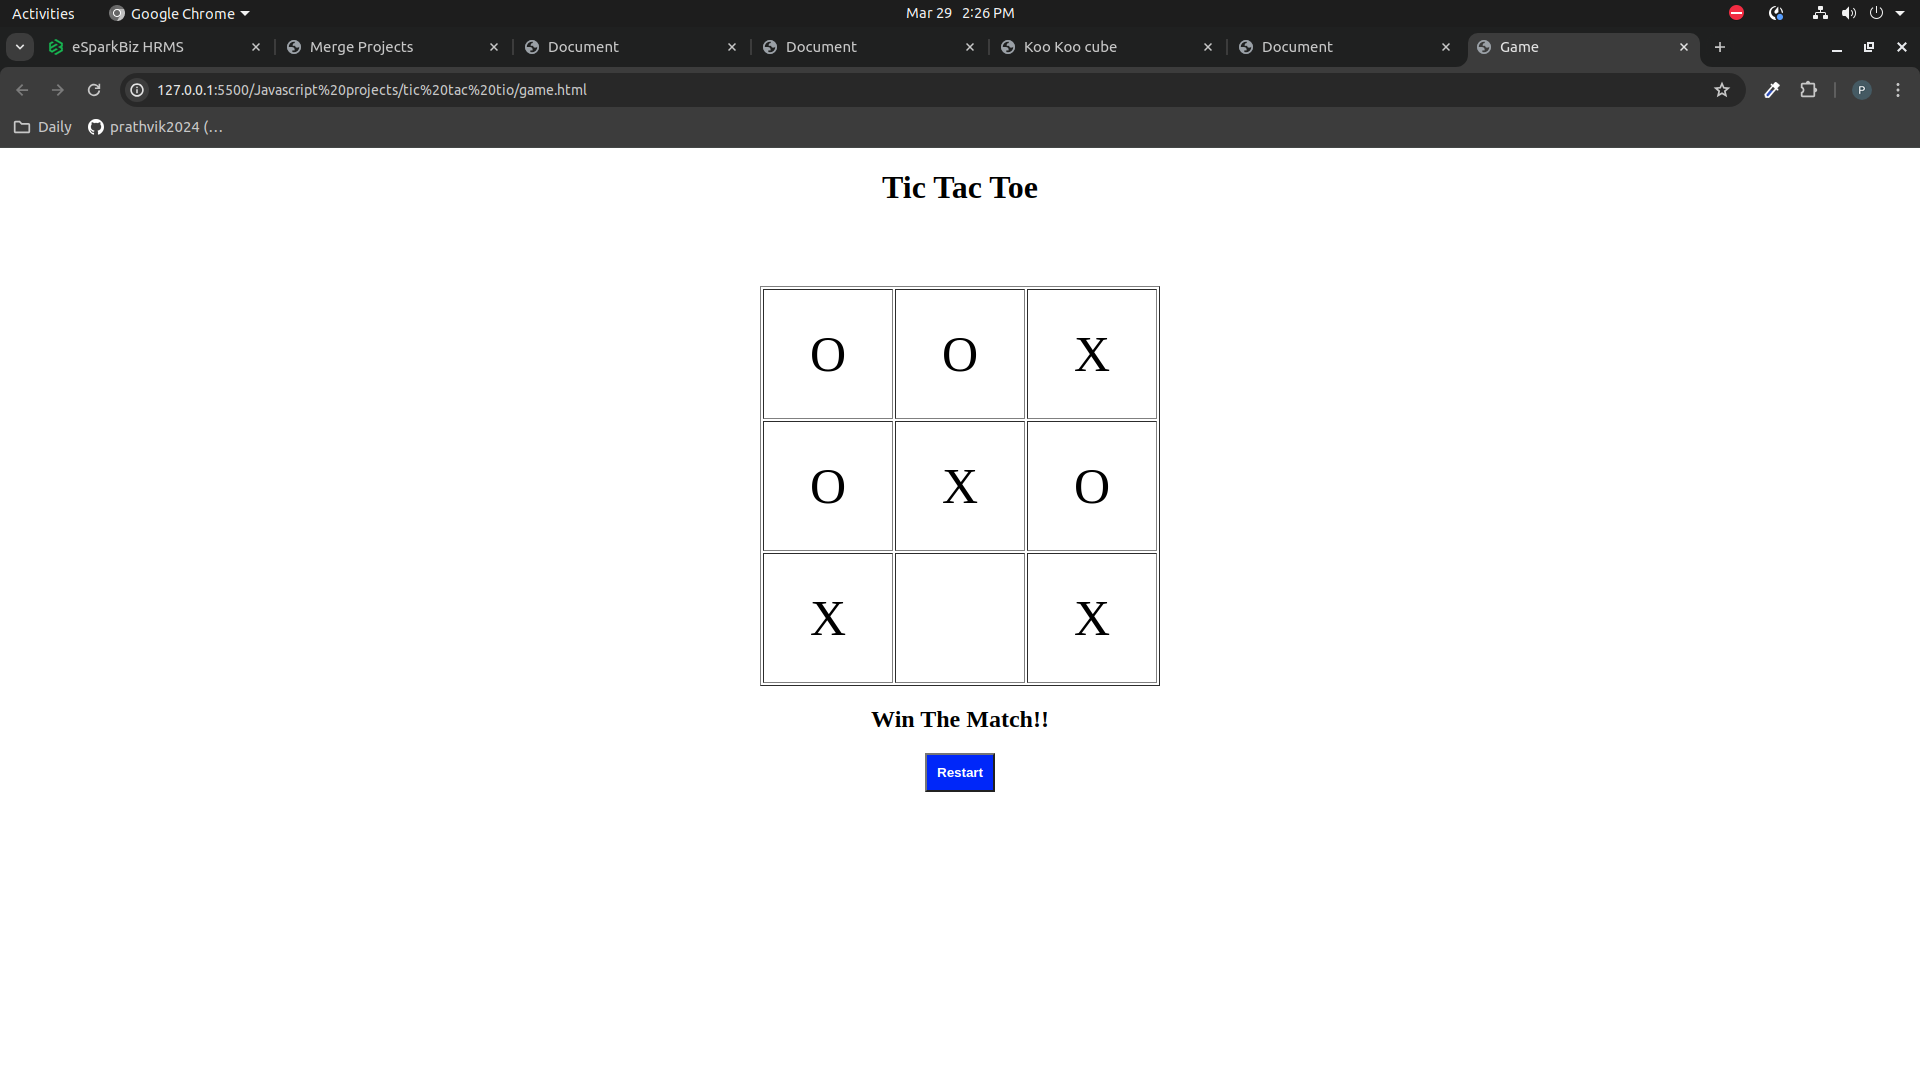 Activities Google Chrome Mar 29 2:26 PM
eSparkBiz HRMS Merge Projects Document Document Koo Koo cube Document Game
127.0.0.1:5500/Javascript%20projects/tic%20tac%20tio/game.html P
Daily prathvik2024 (...
Tic Tac Toe
O O X
O X O
X X
Win The Match!!
Restart